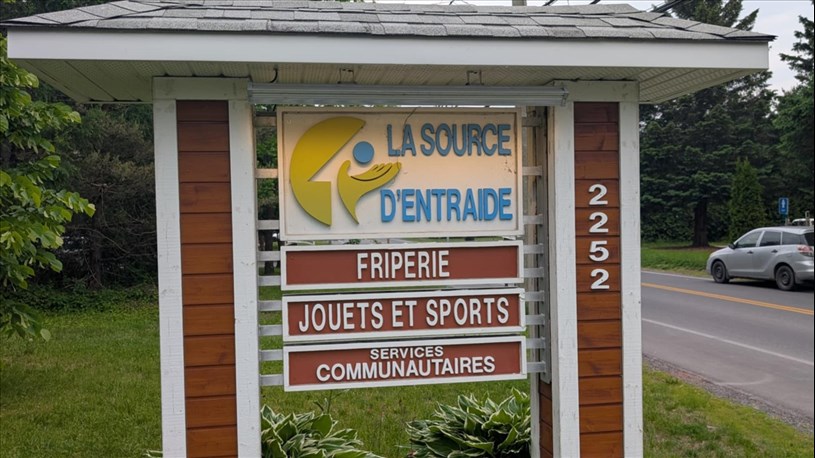 LA SOURCE
D'ENTRAIDE
FRIPERIE
JOUETS ET SPORTS
SERVICES
COMMUNAUTAIRES
2252